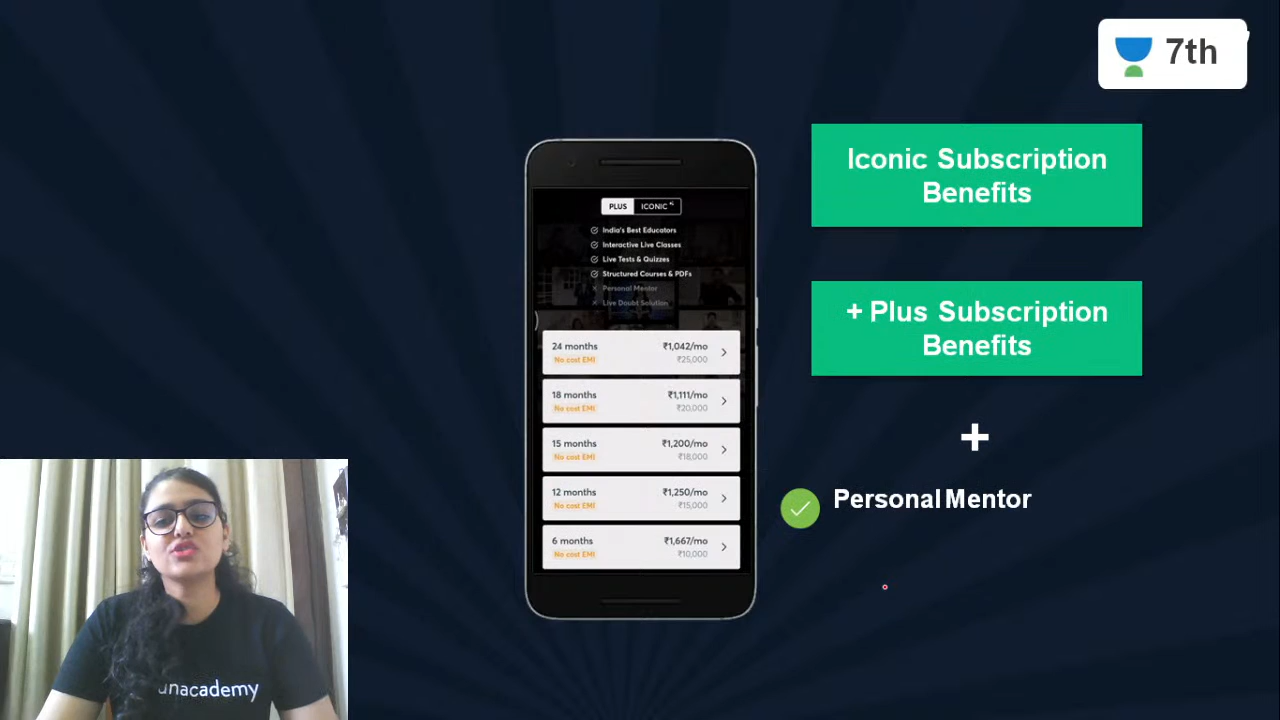 7th
Iconic Subscription
Benefits
PLUS ICONIC
India's Best Educators
Interactive Live Classes
Live Tests & Quizzes
Structured Courses & PDFs
Personal Mentor
Live Doubt Solution
24 months ₹1,042/mo
No cost EMI ₹25,000
18 months ₹1,111/mo
No cost EMI ₹20,000
15 months ₹1,200/mo
No cost EMI ₹18,000
12 months ₹1,250/mo
No cost EMI ₹15,000
6 months ₹1,667/mo
No cost EMI ₹10,000
+ Plus Subscription
Benefits
+
Personal Mentor
unacademy